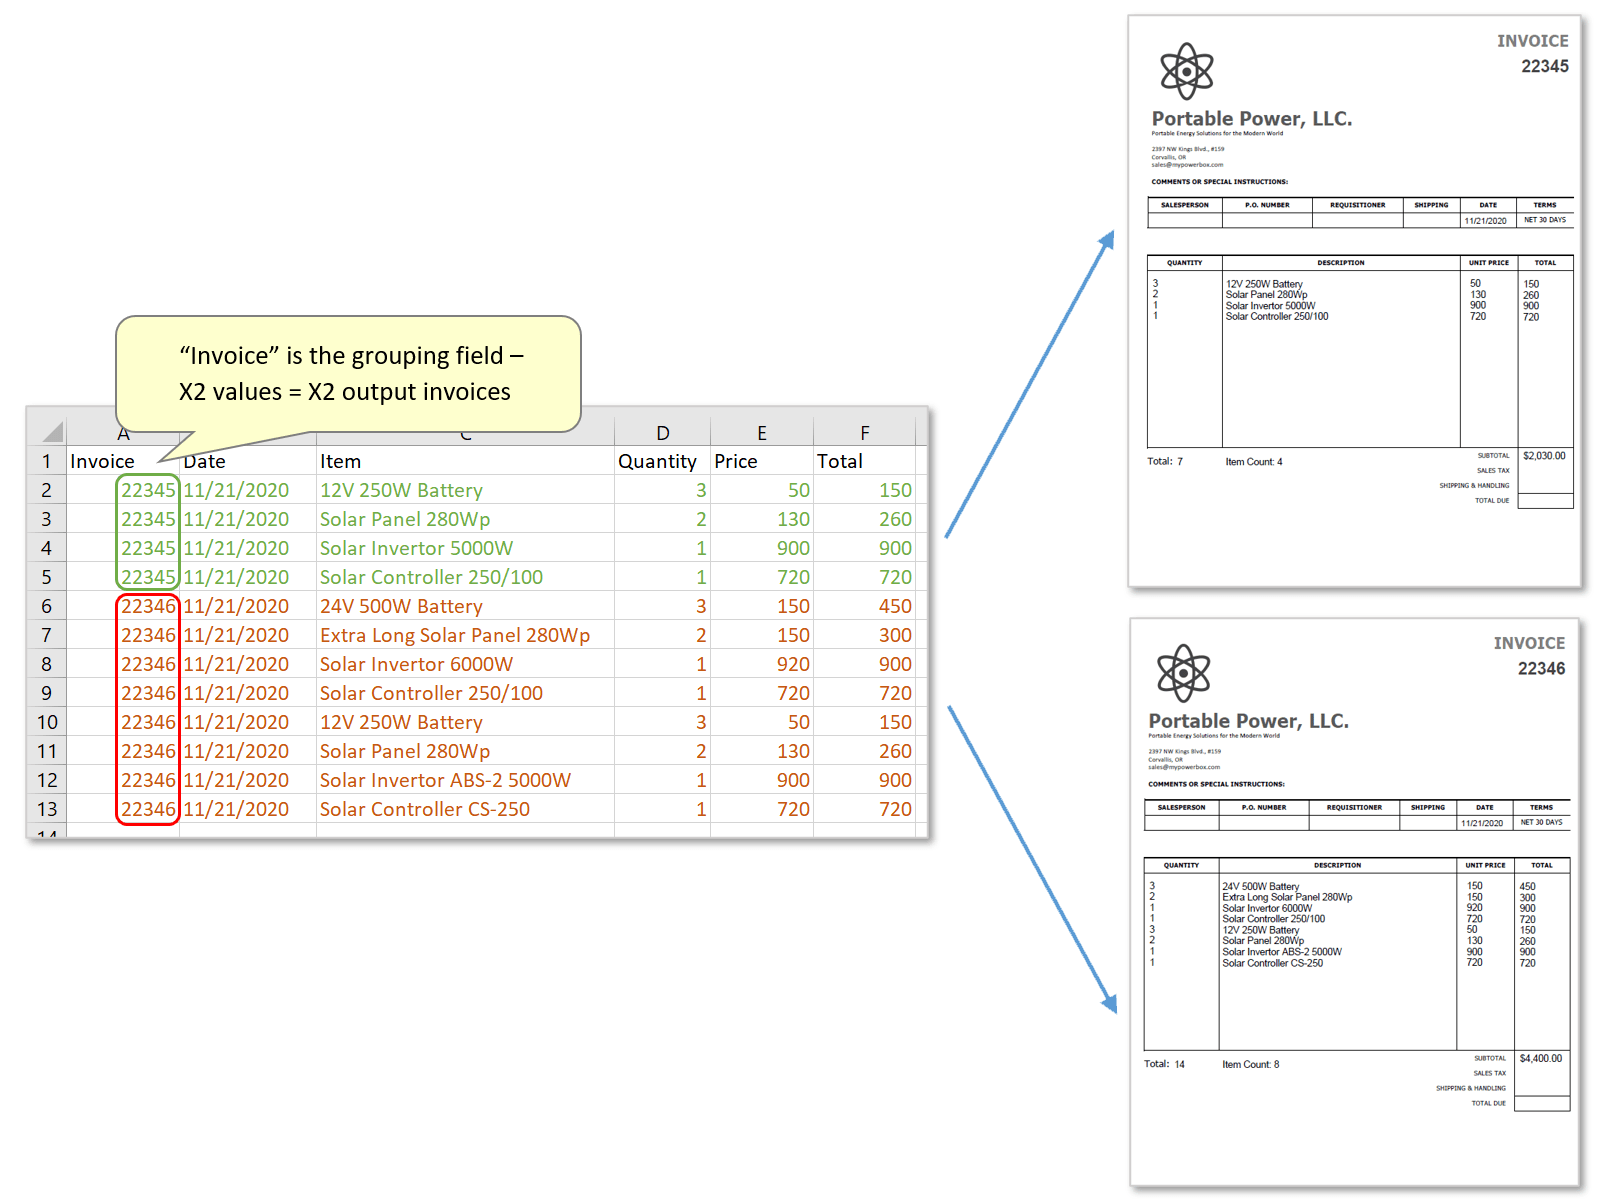 “Invoice” is the grouping field –
X2 values = X2 output invoices
A C D E F
1 Invoice Date Item Quantity Price Total
2 22345 11/21/2020 12V 250W Battery 3 50 150
3 22345 11/21/2020 Solar Panel 280Wp 2 130 260
4 22345 11/21/2020 Solar Invertor 5000W 1 900 900
5 22345 11/21/2020 Solar Controller 250/100 1 720 720
6 22346 11/21/2020 24V 500W Battery 3 150 450
7 22346 11/21/2020 Extra Long Solar Panel 280Wp 2 150 300
8 22346 11/21/2020 Solar Invertor 6000W 1 920 900
9 22346 11/21/2020 Solar Controller 250/100 1 720 720
10 22346 11/21/2020 12V 250W Battery 3 50 150
11 22346 11/21/2020 Solar Panel 280Wp 2 130 260
12 22346 11/21/2020 Solar Invertor ABS-2 5000W 1 900 900
13 22346 11/21/2020 Solar Controller CS-250 1 720 720
14
INVOICE
22345
Portable Power, LLC.
Portable Energy Solutions for the Modern World
2397 NW Kings Blvd., #159
Corvallis, OR
sales@mypowerbox.com
COMMENTS OR SPECIAL INSTRUCTIONS:
SALESPERSON P.O. NUMBER REQUISITIONER SHIPPING DATE TERMS
11/21/2020 NET 30 DAYS
QUANTITY DESCRIPTION UNIT PRICE TOTAL
3 12V 250W Battery 50 150
2 Solar Panel 280Wp 130 260
1 Solar Invertor 5000W 900 900
1 Solar Controller 250/100 720 720
Total: 7 Item Count: 4 SUBTOTAL $2,030.00
SALES TAX
SHIPPING & HANDLING
TOTAL DUE
INVOICE
22346
Portable Power, LLC.
Portable Energy Solutions for the Modern World
2397 NW Kings Blvd., #159
Corvallis, OR
sales@mypowerbox.com
COMMENTS OR SPECIAL INSTRUCTIONS:
SALESPERSON P.O. NUMBER REQUISITIONER SHIPPING DATE TERMS
11/21/2020 NET 30 DAYS
QUANTITY DESCRIPTION UNIT PRICE TOTAL
3 24V 500W Battery 150 450
2 Extra Long Solar Panel 280Wp 150 300
1 Solar Invertor 6000W 920 900
1 Solar Controller 250/100 720 720
3 12V 250W Battery 50 150
2 Solar Panel 280Wp 130 260
1 Solar Invertor ABS-2 5000W 900 900
1 Solar Controller CS-250 720 720
Total: 14 Item Count: 8 SUBTOTAL $4,400.00
SALES TAX
SHIPPING & HANDLING
TOTAL DUE